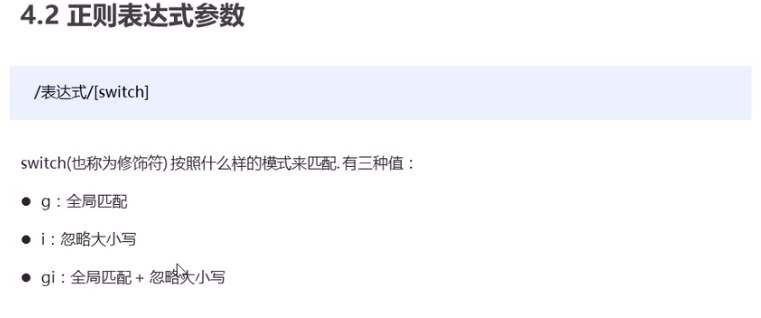 4.2 正则表达式参数
/表达式/[switch]
switch(也称为修饰符) 按照什么样的模式来匹配. 有三种值：
● g：全局匹配
● i：忽略大小写
● gi：全局匹配 + 忽略大小写